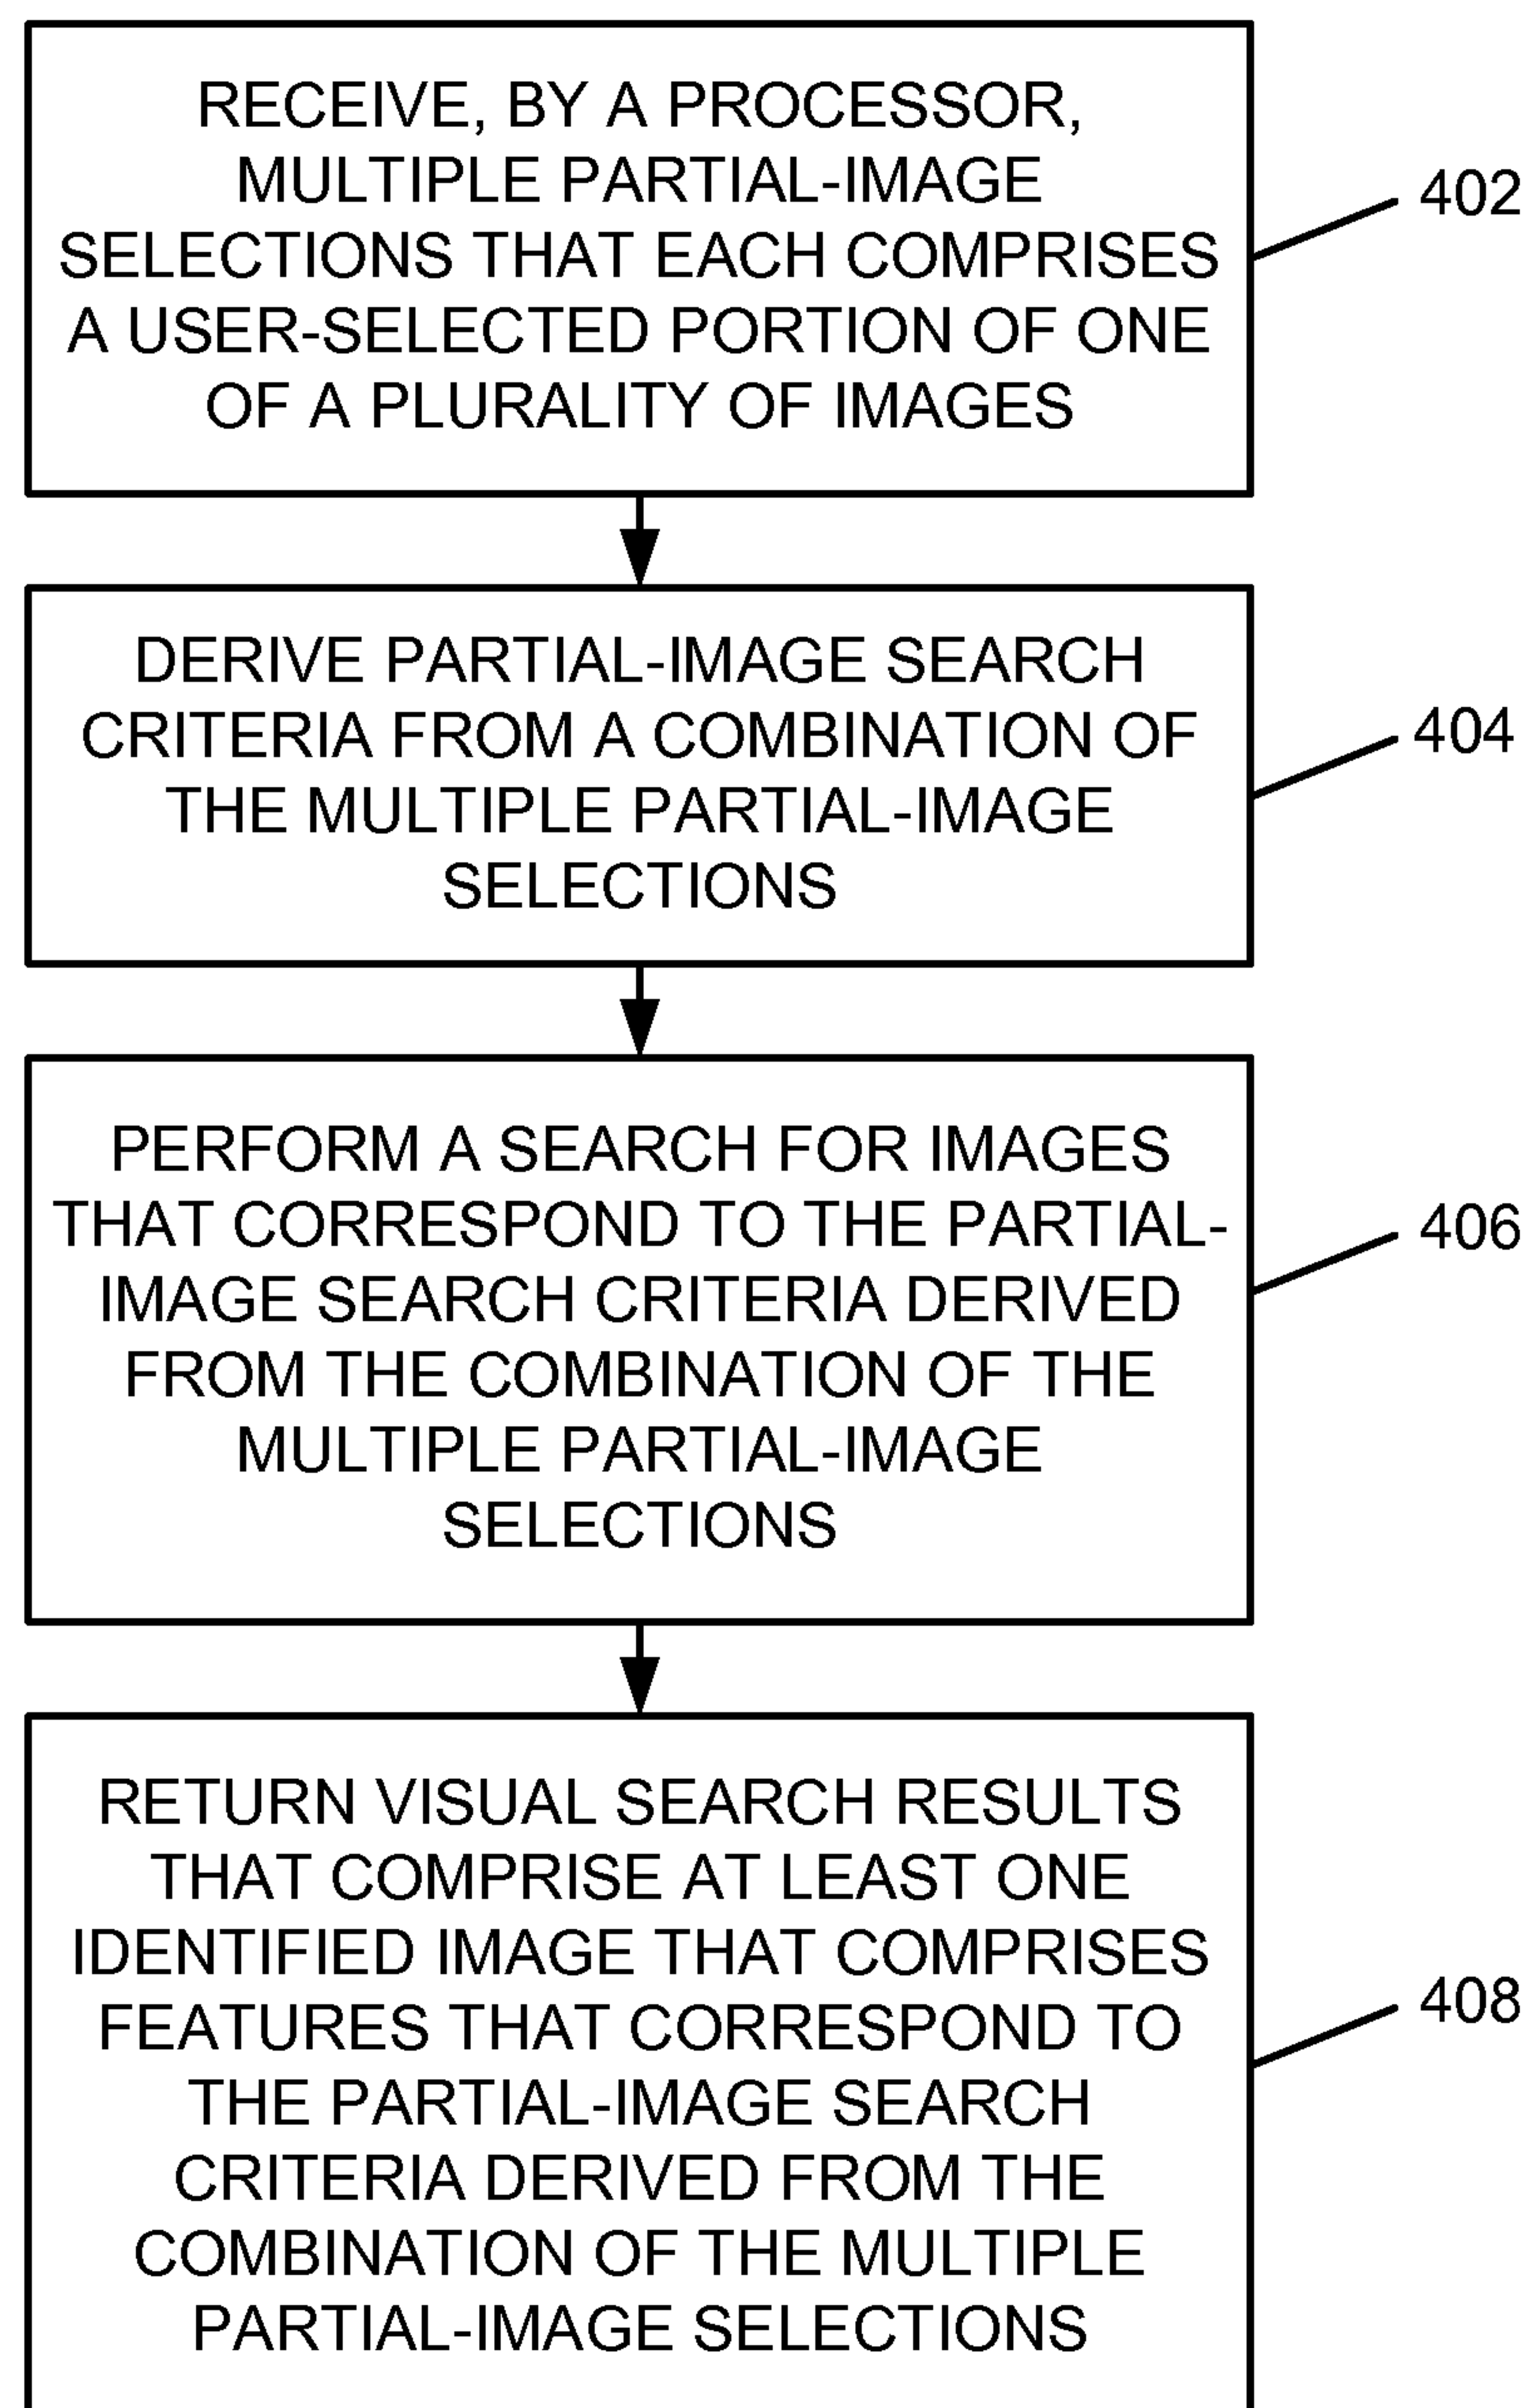 RECEIVE, BY A PROCESSOR,
MULTIPLE PARTIAL-IMAGE
SELECTIONS THAT EACH COMPRISES
A USER-SELECTED PORTION OF ONE
OF A PLURALITY OF IMAGES
402
DERIVE PARTIAL-IMAGE SEARCH
CRITERIA FROM A COMBINATION OF
THE MULTIPLE PARTIAL-IMAGE
SELECTIONS
404
PERFORM A SEARCH FOR IMAGES
THAT CORRESPOND TO THE PARTIAL-
IMAGE SEARCH CRITERIA DERIVED
FROM THE COMBINATION OF THE
MULTIPLE PARTIAL-IMAGE
SELECTIONS
406
RETURN VISUAL SEARCH RESULTS
THAT COMPRISE AT LEAST ONE
IDENTIFIED IMAGE THAT COMPRISES
FEATURES THAT CORRESPOND TO
THE PARTIAL-IMAGE SEARCH
CRITERIA DERIVED FROM THE
COMBINATION OF THE MULTIPLE
PARTIAL-IMAGE SELECTIONS
408